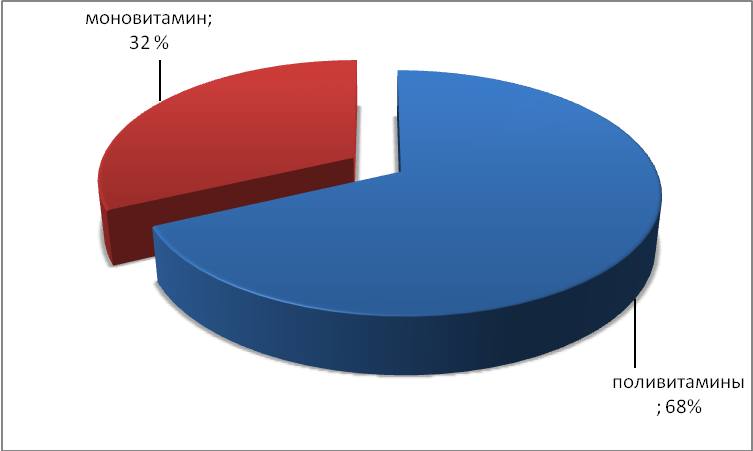 моновитамин;
32 %
поливитамины
; 68%